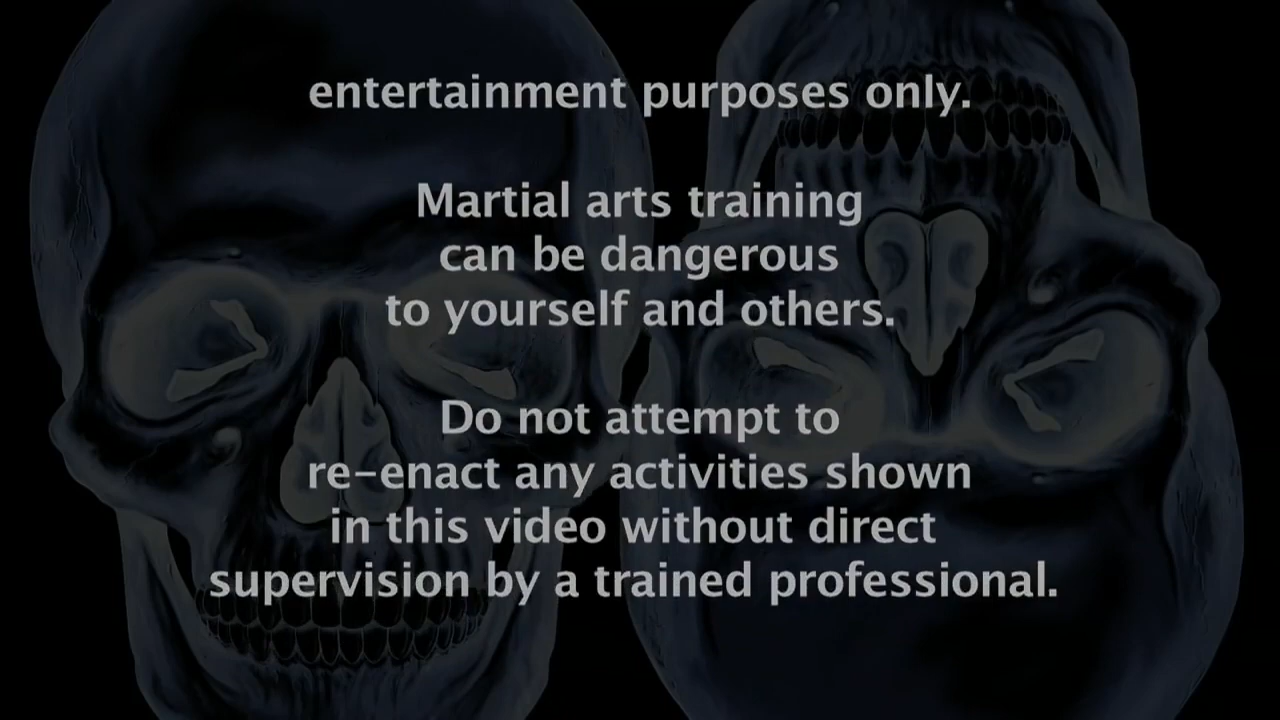 entertainment purposes only.
Martial arts training
can be dangerous
to yourself and others.
Do not attempt to
re-enact any activities shown
in this video without direct
supervision by a trained professional.